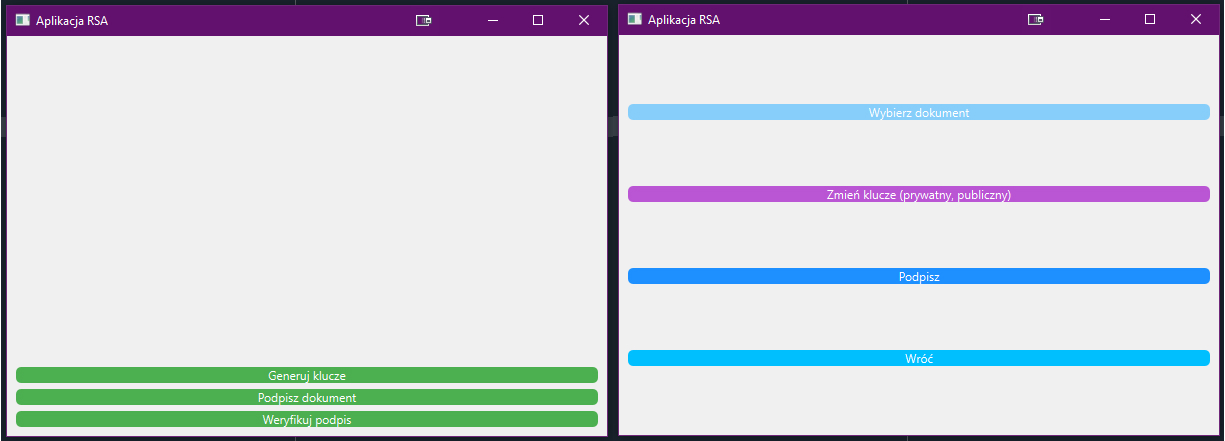 Aplikacja RSA
Generuj klucze
Podpisz dokument
Weryfikuj podpis
Aplikacja RSA
Wybierz dokument
Zmień klucze (prywatny, publiczny)
Podpisz
Wróć